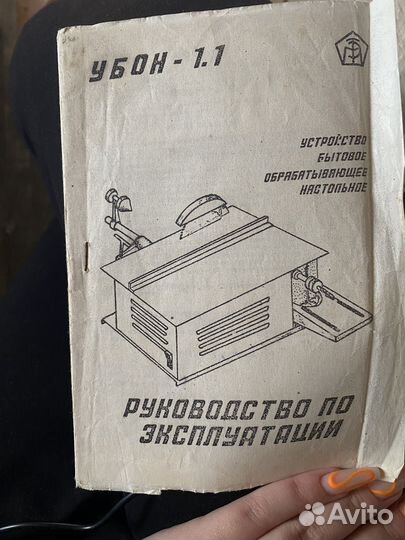 УБОН - 1.1
УСТРОЙСТВО
БЫТОВОЕ
ОБРАБАТЫВАЮЩЕЕ
НАСТОЛЬНОЕ
РУКОВОДСТВО ПО
ЭКСПЛУАТАЦИИ
Avito